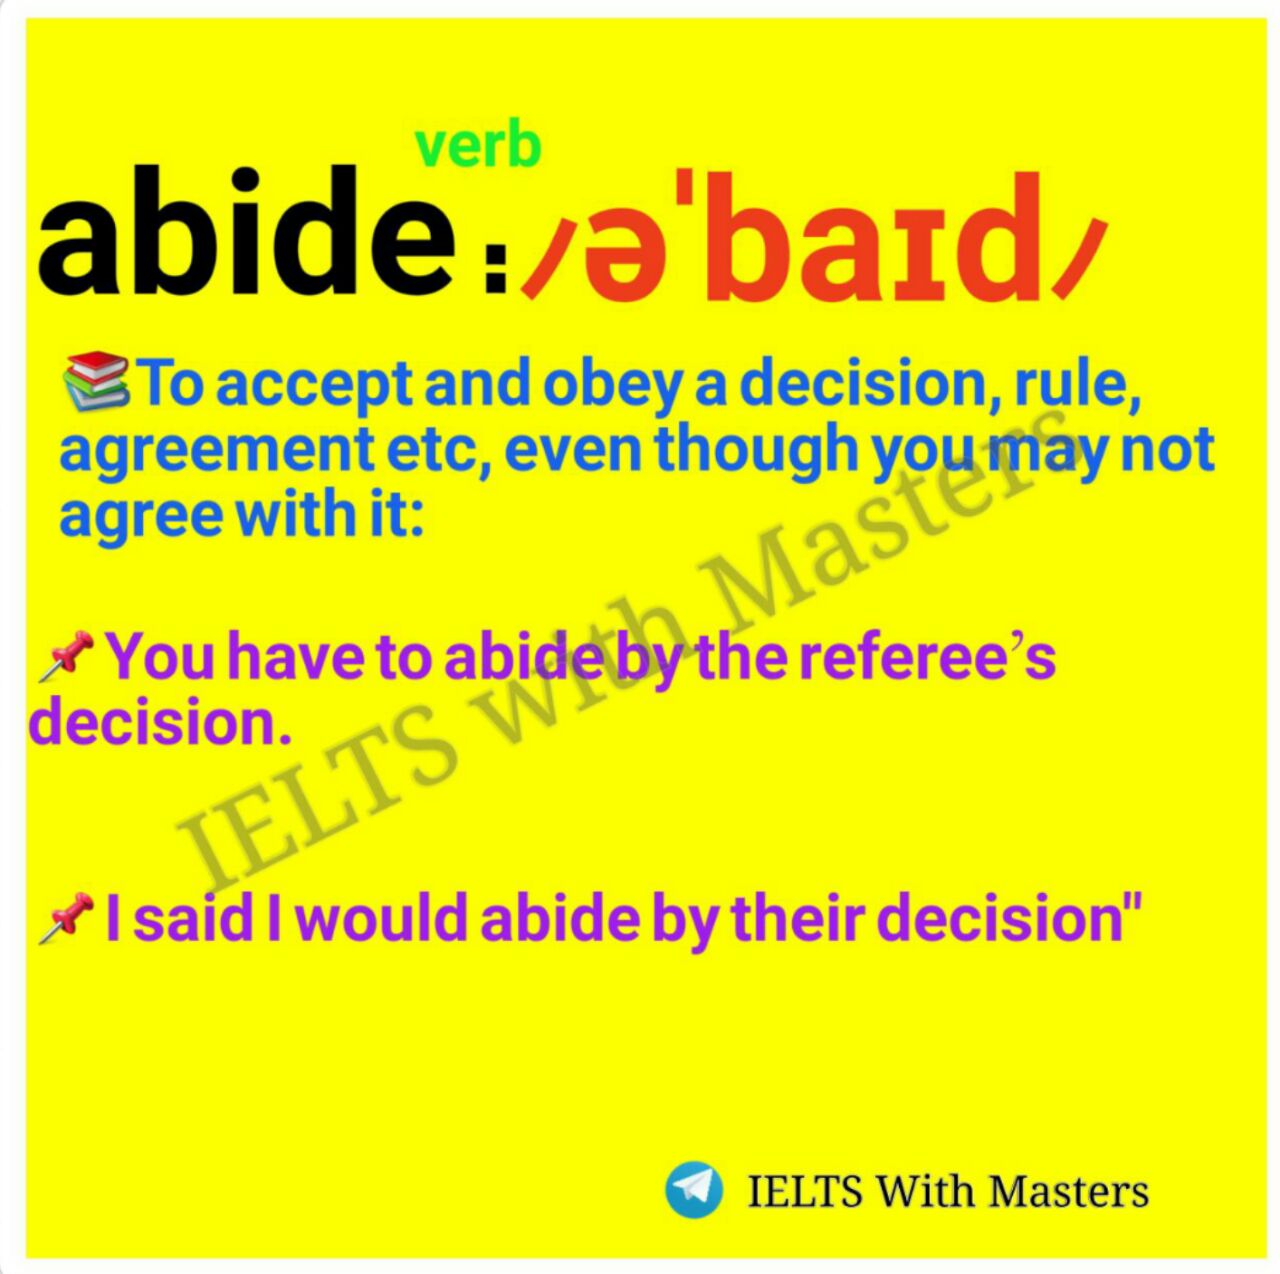 verb
abide :/əˈbaɪd/
To accept and obey a decision, rule,
agreement etc, even though you may not
agree with it:
You have to abide by the referee’s
decision.
I said I would abide by their decision"
IELTS with Masters
IELTS With Masters